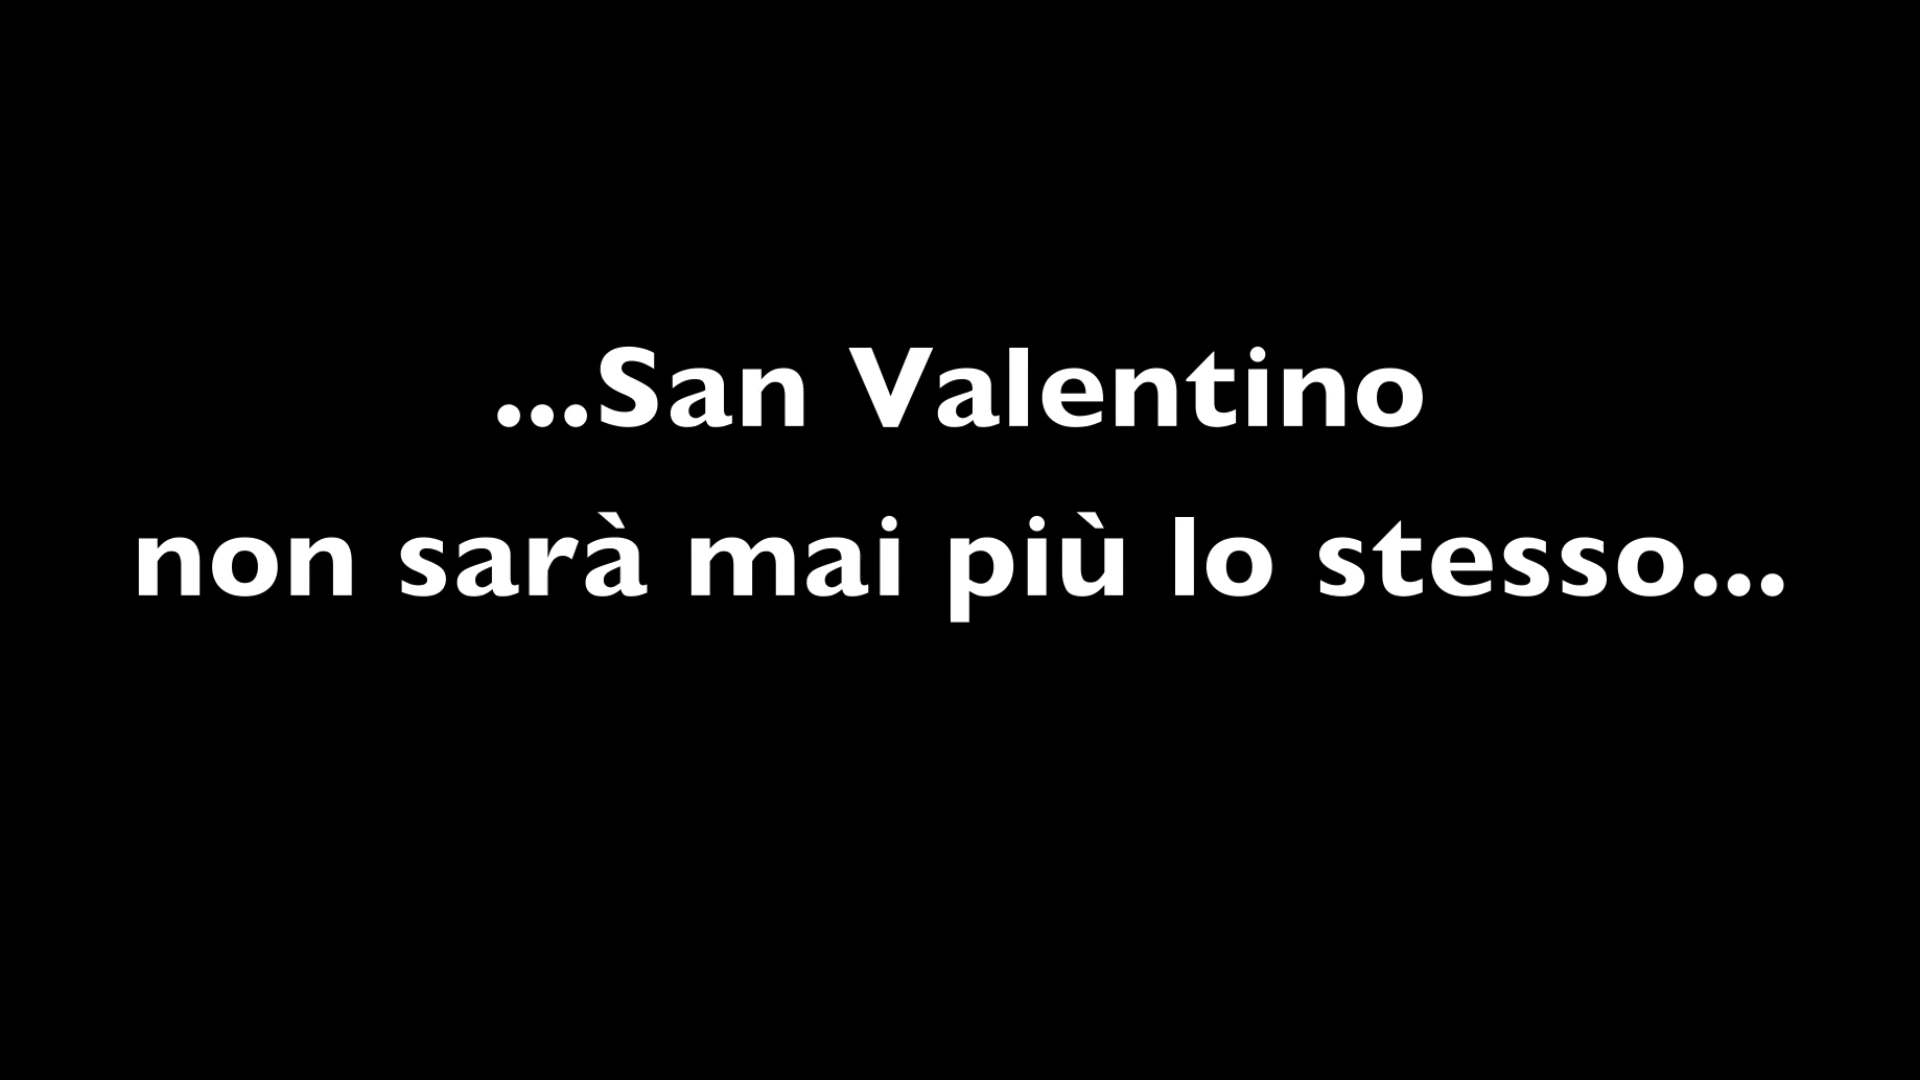 ...San Valentino
non sarà mai più lo stesso...